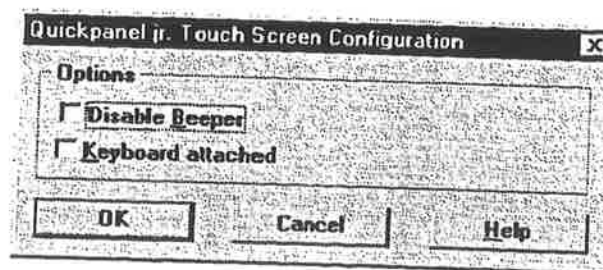 Quickpanel jr. Touch Screen Configuration
Options
Disable Beeper
Keyboard attached
OK Cancel Help